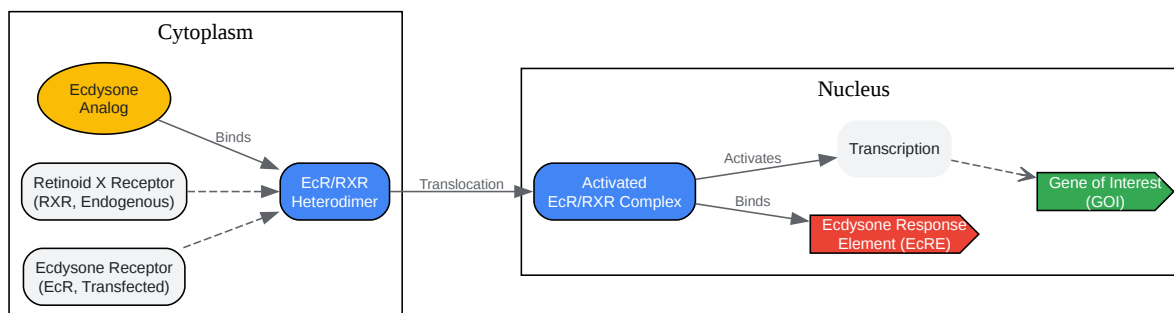 Cytoplasm
Ecdysone
Analog
Binds
Retinoid X Receptor
(RXR, Endogenous)
EcR/RXR
Heterodimer
Ecdysone Receptor
(EcR, Transfected)
Translocation
Nucleus
Activated
EcR/RXR Complex
Activates
Transcription
Binds
Ecdysone Response
Element (EcRE)
Gene of Interest
(GOI)